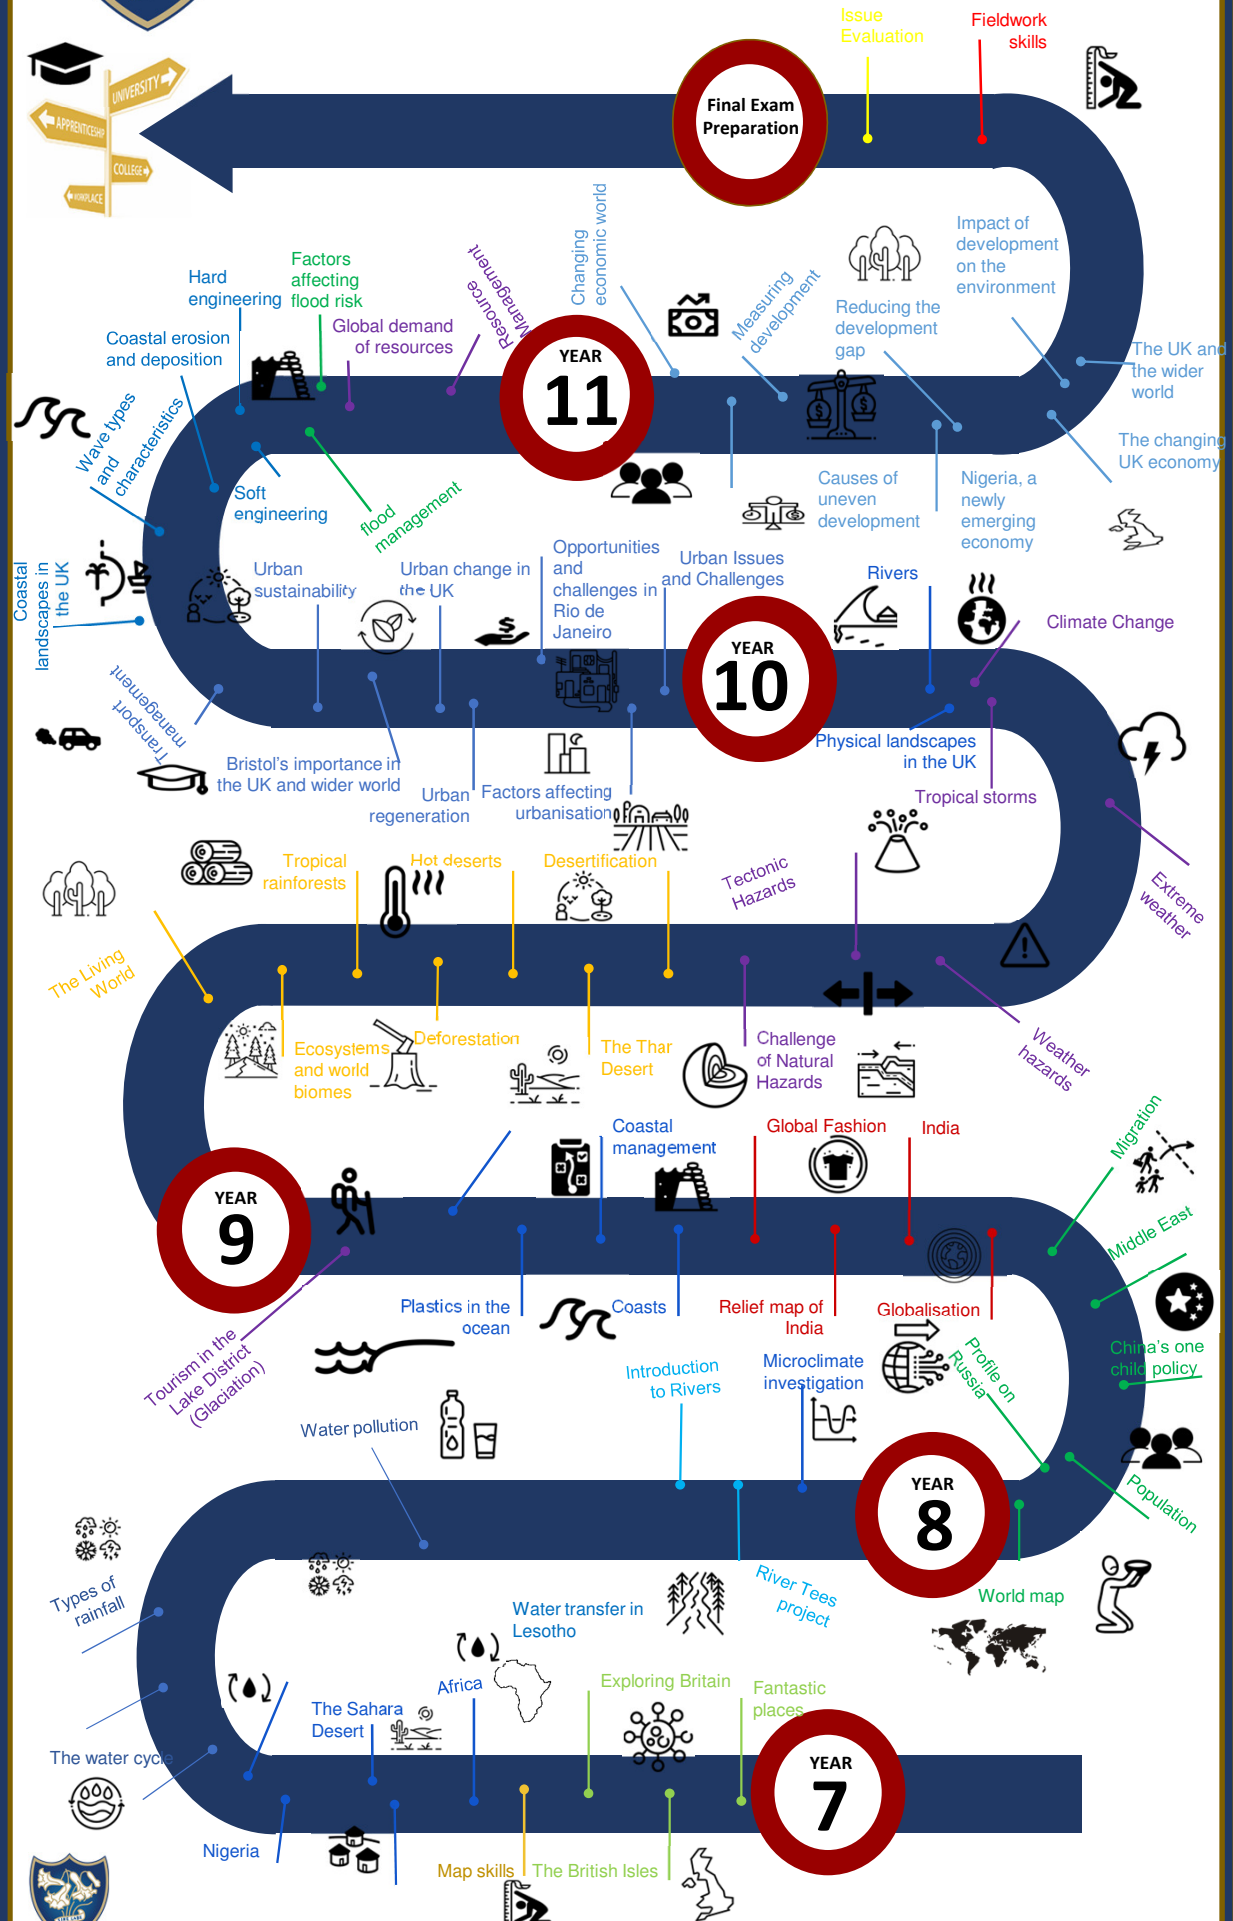 Issue
Evaluation
Fieldwork
skills
UNIVERSITY
APPRENTICESHIP
COLLEGE
WORKPLACE
Final Exam
Preparation
Changing
economic world
Impact of
development
on the
environment
Hard
engineering
Factors
affecting
flood risk
Resource
Management
Measuring
development
Reducing the
development
gap
Global demand
of resources
Coastal erosion
and deposition
YEAR
11
The UK and
the wider
world
Wave types
and
characteristics
The changing
UK economy
Soft
engineering
flood
management
Causes of
uneven
development
Nigeria, a
newly
emerging
economy
Coastal
landscapes in
the UK
Urban
sustainability
Urban change in
the UK
Opportunities
and
challenges in
Rio de
Janeiro
Urban Issues
and Challenges
Rivers
Climate Change
YEAR
10
Transport
management
Physical landscapes
in the UK
Bristol's importance in
the UK and wider world
Urban
regeneration
Factors affecting
urbanisation
Tropical storms
Tropical
rainforests
Hot deserts
Desertification
Tectonic
Hazards
Extreme
weather
The Living
World
Ecosystems
and world
biomes
Deforestation
The Thar
Desert
Challenge
of Natural
Hazards
Weather
hazards
Coastal
management
Global Fashion
India
Migration
YEAR
9
Middle East
Plastics in the
ocean
Coasts
Relief map of
India
Globalisation
Tourism in the
Lake District
(Glaciation)
China's one
child policy
Introduction
to Rivers
Microclimate
investigation
Profile on
Russia
Water pollution
YEAR
8
Population
Types of
rainfall
River Tees
project
World map
Water transfer in
Lesotho
Africa
Exploring Britain
Fantastic
places
The Sahara
Desert
The water cycle
YEAR
7
Nigeria
Map skills
The British Isles